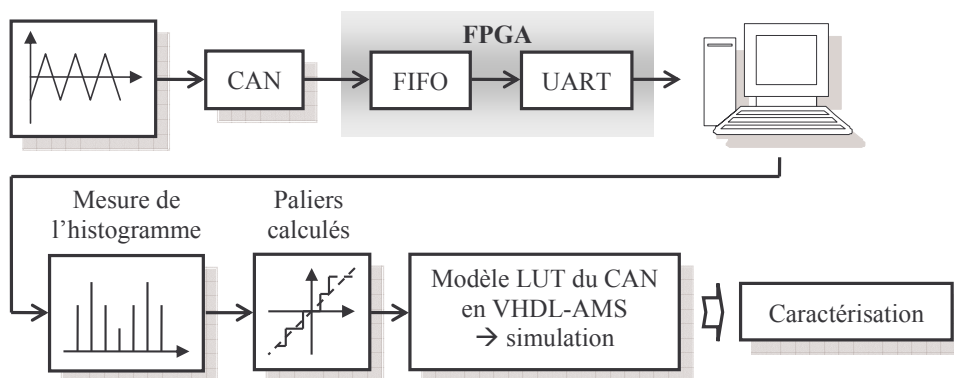 FPGA
CAN
FIFO
UART
Mesure de
l’histogramme
Paliers
calculés
Modèle LUT du CAN
en VHDL-AMS
→ simulation
Caractérisation